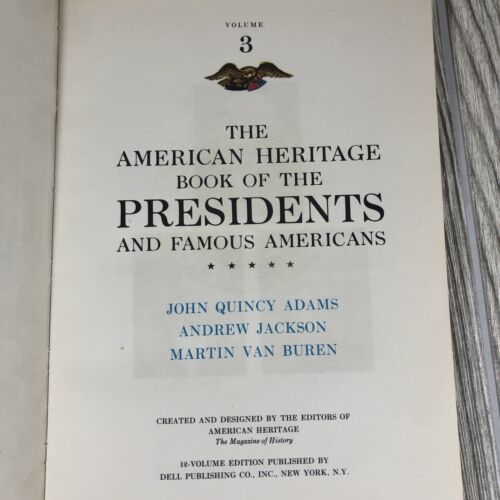 VOLUME
3
THE
AMERICAN HERITAGE
BOOK OF THE
PRESIDENTS
AND FAMOUS AMERICANS
★ ★ ★ ★ ★
JOHN QUINCY ADAMS
ANDREW JACKSON
MARTIN VAN BUREN
CREATED AND DESIGNED BY THE EDITORS OF
AMERICAN HERITAGE
The Magazine of History
12-VOLUME EDITION PUBLISHED BY
DELL PUBLISHING CO., INC., NEW YORK, N.Y.